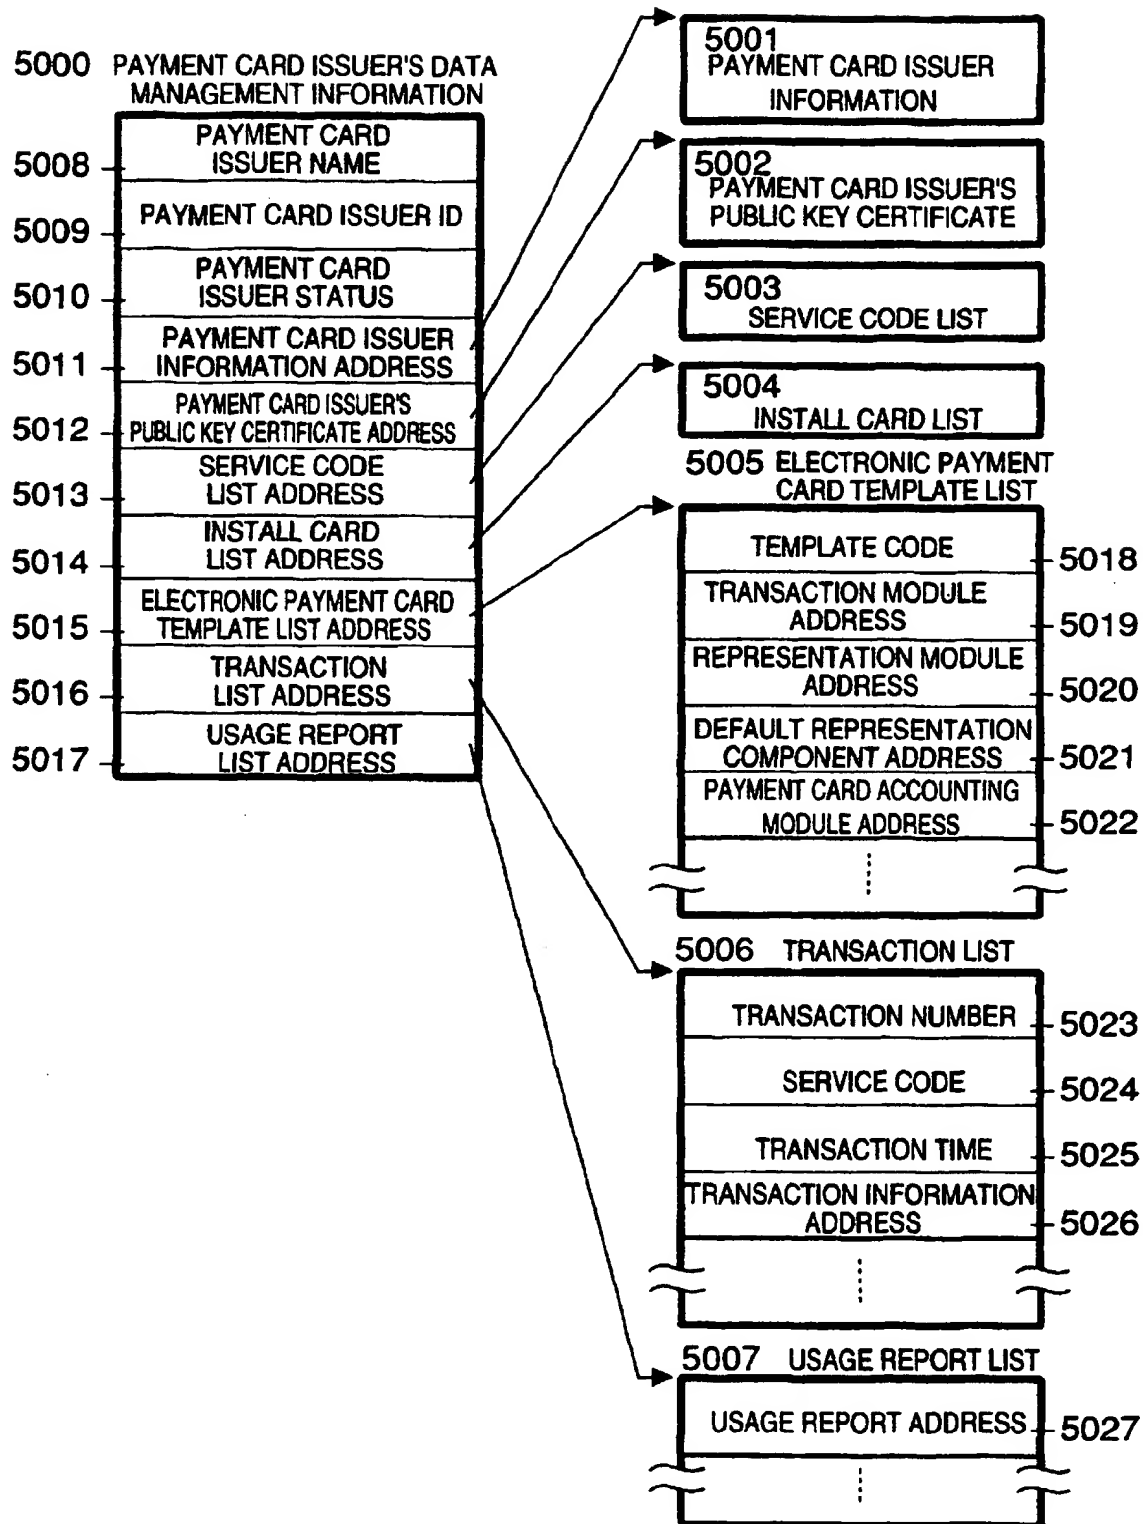 5000 PAYMENT CARD ISSUER'S DATA
MANAGEMENT INFORMATION
5008
PAYMENT CARD
ISSUER NAME
5009
PAYMENT CARD ISSUER ID
5010
PAYMENT CARD
ISSUER STATUS
5011
PAYMENT CARD ISSUER
INFORMATION ADDRESS
5012
PAYMENT CARD ISSUER'S
PUBLIC KEY CERTIFICATE ADDRESS
5013
SERVICE CODE
LIST ADDRESS
5014
INSTALL CARD
LIST ADDRESS
5015
ELECTRONIC PAYMENT CARD
TEMPLATE LIST ADDRESS
5016
TRANSACTION
LIST ADDRESS
5017
USAGE REPORT
LIST ADDRESS
5001
PAYMENT CARD ISSUER
INFORMATION
5002
PAYMENT CARD ISSUER'S
PUBLIC KEY CERTIFICATE
5003
SERVICE CODE LIST
5004
INSTALL CARD LIST
5005 ELECTRONIC PAYMENT
CARD TEMPLATE LIST
TEMPLATE CODE
5018
TRANSACTION MODULE
ADDRESS
5019
REPRESENTATION MODULE
ADDRESS
5020
DEFAULT REPRESENTATION
COMPONENT ADDRESS
5021
PAYMENT CARD ACCOUNTING
MODULE ADDRESS
5022
5006 TRANSACTION LIST
TRANSACTION NUMBER
5023
SERVICE CODE
5024
TRANSACTION TIME
5025
TRANSACTION INFORMATION
ADDRESS
5026
5007 USAGE REPORT LIST
USAGE REPORT ADDRESS
5027